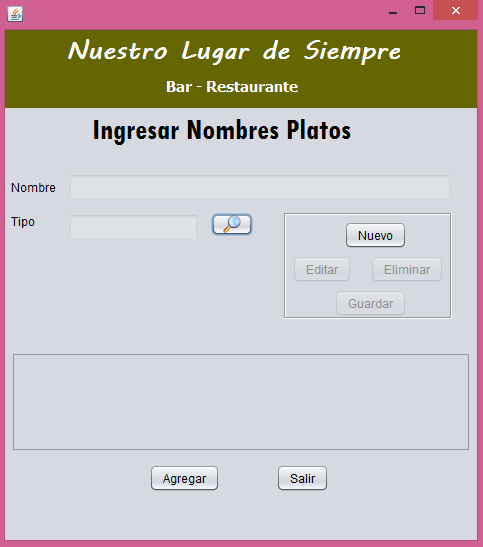 Nuestro Lugar de Siempre
Bar - Restaurante
Ingresar Nombres Platos
Nombre
Tipo
Nuevo
Editar Eliminar
Guardar
Agregar Salir